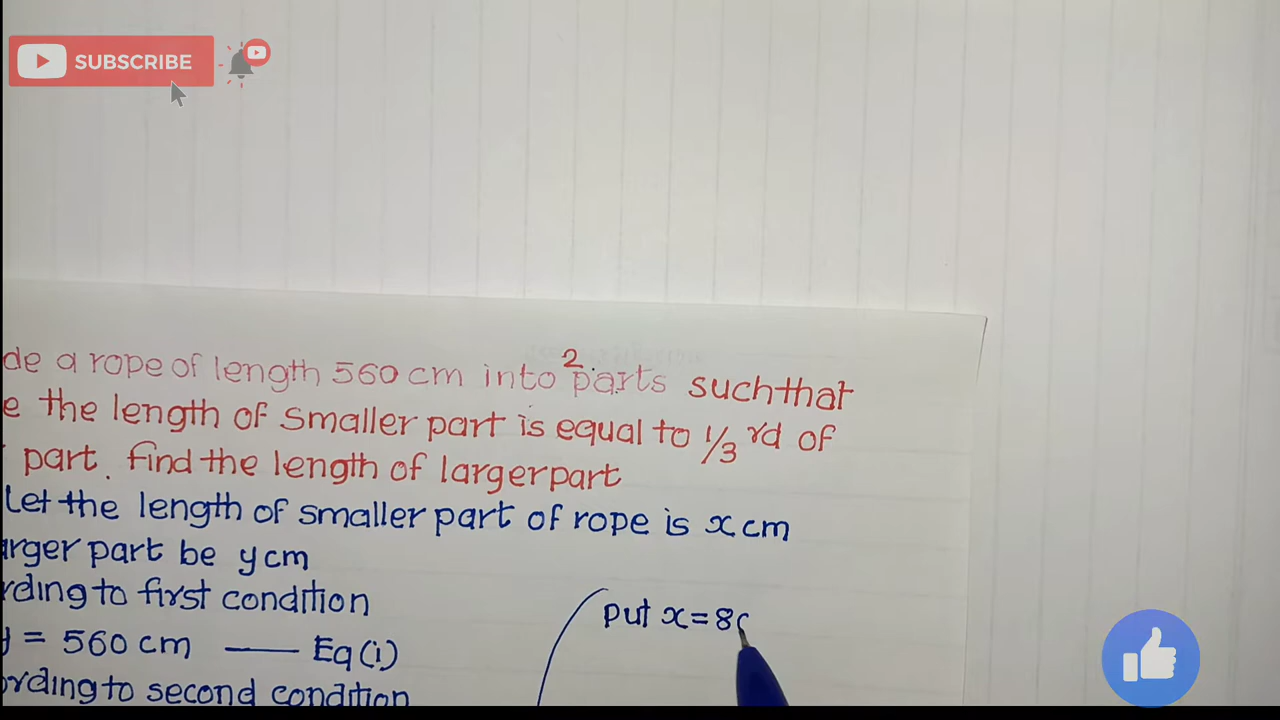 SUBSCRIBE
de a rope of length 560 cm into 2 parts such that
e the length of smaller part is equal to 1/3 rd of
part. find the length of larger part
Let the length of smaller part of rope is x cm
arger part be y cm
rding to first condition
put x = 8
y = 560 cm —— Eq (1)
ording to second condition